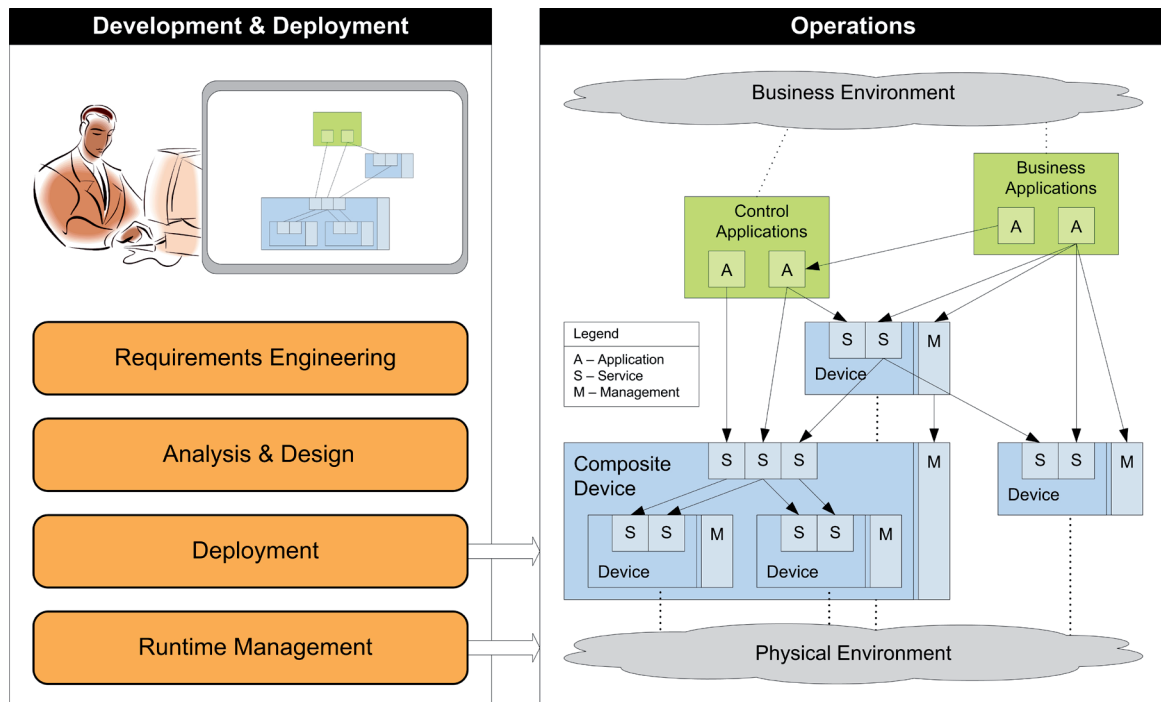 Development & Deployment
Requirements Engineering
Analysis & Design
Deployment
Runtime Management
Operations
Business Environment
Business
Applications
A A
Control
Applications
A A
Legend
A – Application
S – Service
M – Management
S S M
Device
Composite
Device
S S S M
S S M
Device
S S M
Device
S S M
Device
Physical Environment